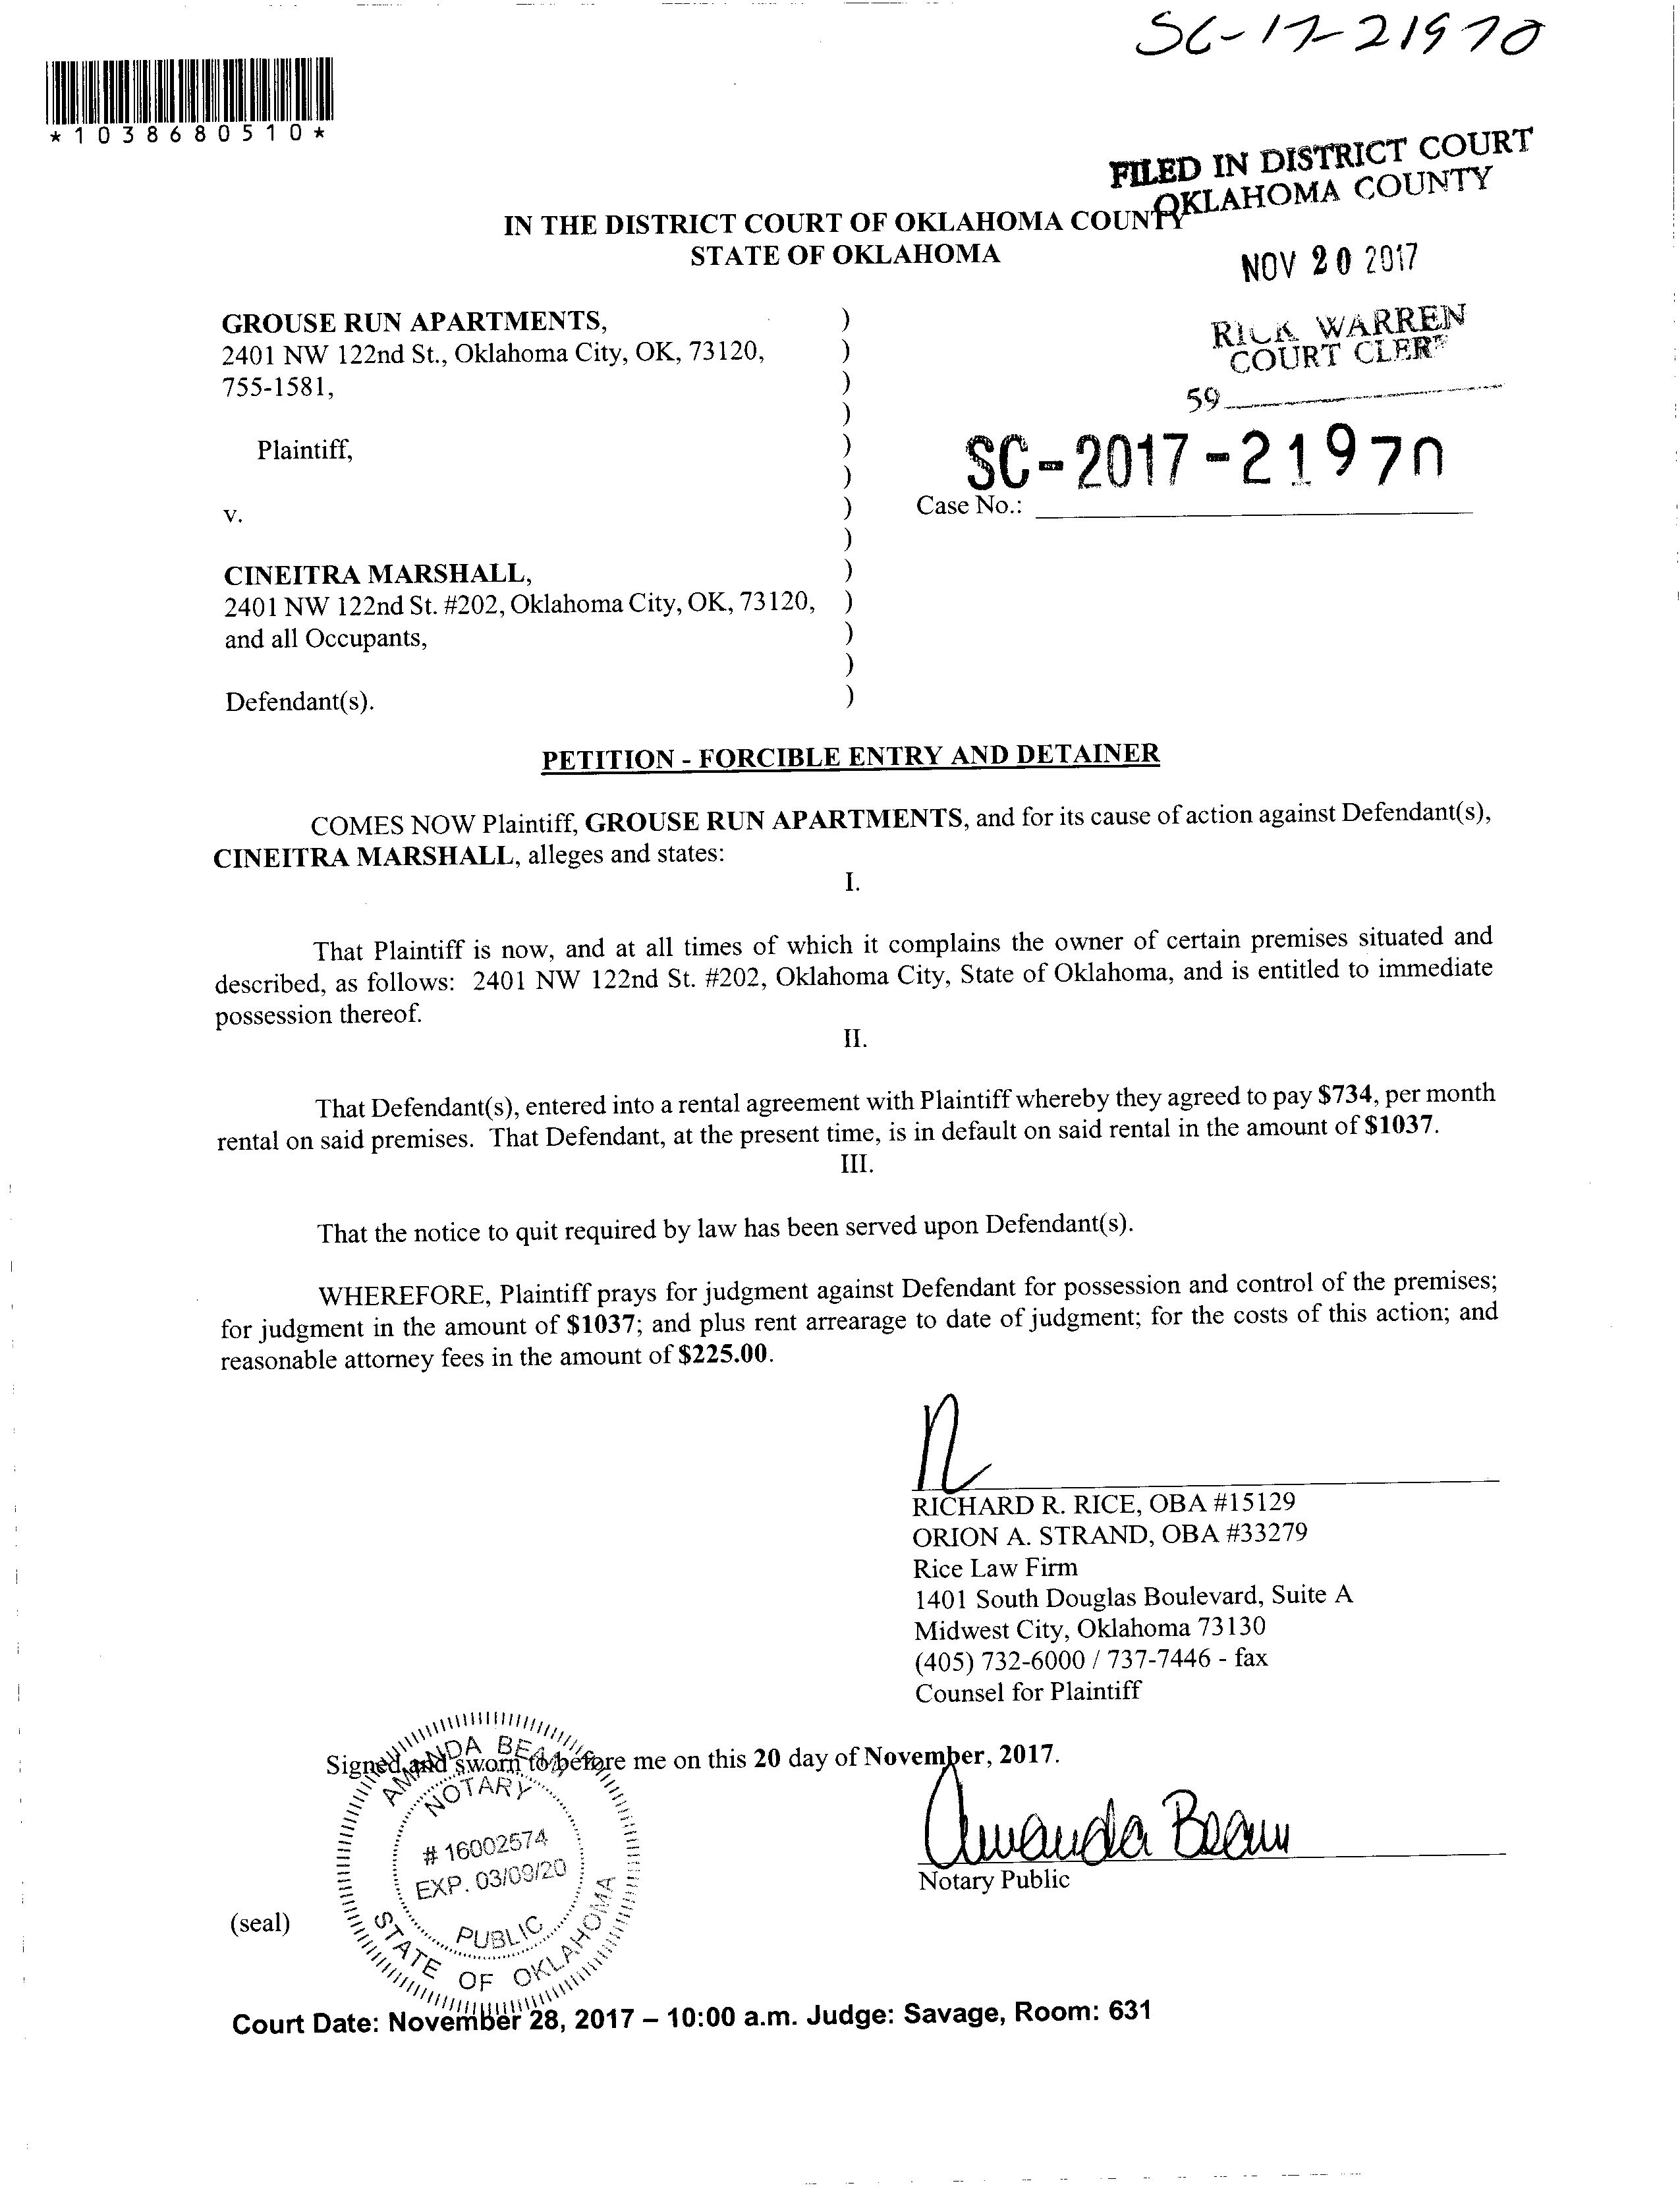 SC-17-21970
*1038680510*
FILED IN DISTRICT COURT
OKLAHOMA COUNTY
IN THE DISTRICT COURT OF OKLAHOMA COUNTY
STATE OF OKLAHOMA
NOV 20 2017
RICK WARREN
COURT CLERK
59
GROUSE RUN APARTMENTS, )
2401 NW 122nd St., Oklahoma City, OK, 73120, )
755-1581, )
)
Plaintiff, )
)
SC-2017-21970
v. ) Case No.:
)
CINEITRA MARSHALL, )
2401 NW 122nd St. #202, Oklahoma City, OK, 73120, )
and all Occupants, )
)
Defendant(s). )
PETITION - FORCIBLE ENTRY AND DETAINER
COMES NOW Plaintiff, GROUSE RUN APARTMENTS, and for its cause of action against Defendant(s),
CINEITRA MARSHALL, alleges and states:
I.
That Plaintiff is now, and at all times of which it complains the owner of certain premises situated and
described, as follows: 2401 NW 122nd St. #202, Oklahoma City, State of Oklahoma, and is entitled to immediate
possession thereof.
II.
That Defendant(s), entered into a rental agreement with Plaintiff whereby they agreed to pay $734, per month
rental on said premises. That Defendant, at the present time, is in default on said rental in the amount of $1037.
III.
That the notice to quit required by law has been served upon Defendant(s).
WHEREFORE, Plaintiff prays for judgment against Defendant for possession and control of the premises;
for judgment in the amount of $1037; and plus rent arrearage to date of judgment; for the costs of this action; and
reasonable attorney fees in the amount of $225.00.
RICHARD R. RICE, OBA #15129
ORION A. STRAND, OBA #33279
Rice Law Firm
1401 South Douglas Boulevard, Suite A
Midwest City, Oklahoma 73130
(405) 732-6000 / 737-7446 - fax
Counsel for Plaintiff
Signed and sworn to before me on this 20 day of November, 2017.
AMANDA BEAM
NOTARY
# 16002574
EXP. 03/09/20
PUBLIC
STATE OF OKLAHOMA
Amanda Beam
Notary Public
(seal)
Court Date: November 28, 2017 – 10:00 a.m. Judge: Savage, Room: 631